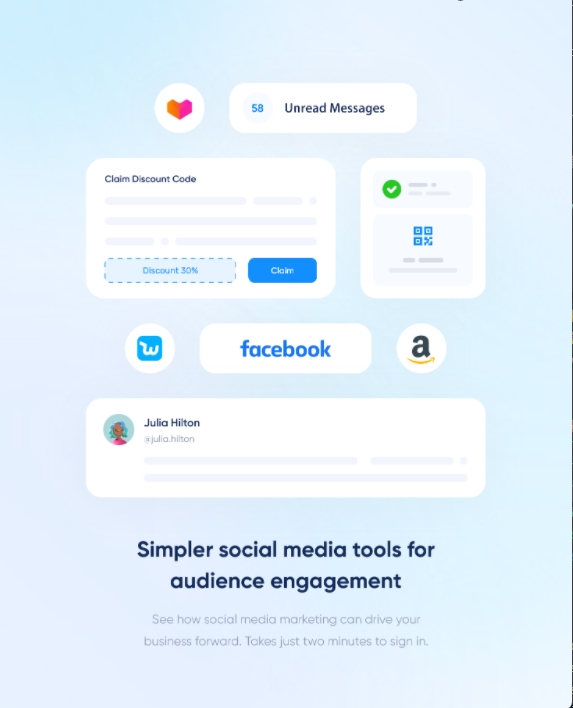 58 Unread Messages
Claim Discount Code
Discount 30%
Claim
facebook
a
Julia Hilton
@julia.hilton
Simpler social media tools for
audience engagement
See how social media marketing can drive your
business forward. Takes just two minutes to sign in.